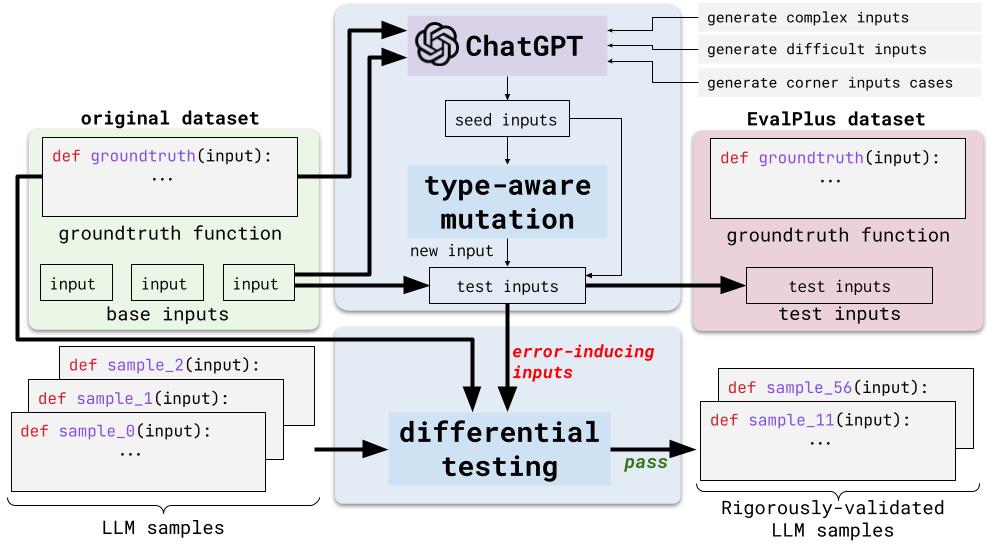 ChatGPT
generate complex inputs
generate difficult inputs
generate corner inputs cases
original dataset
def groundtruth(input):
...
groundtruth function
input
input
input
base inputs
seed inputs
type-aware
mutation
new input
test inputs
EvalPlus dataset
def groundtruth(input):
...
groundtruth function
test inputs
test inputs
error-inducing
inputs
def sample_2(input):
def sample_1(input):
def sample_0(input):
...
LLM samples
differential
testing
pass
def sample_56(input):
def sample_11(input):
...
Rigorously-validated
LLM samples